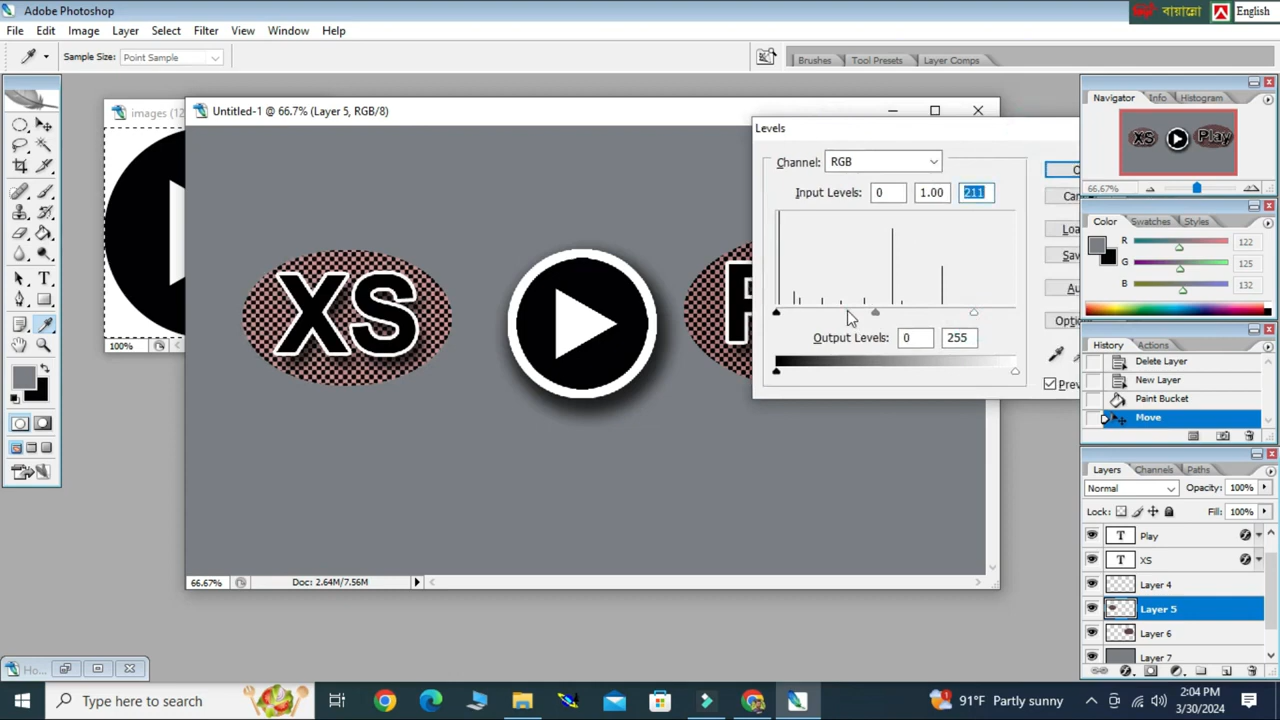 Adobe Photoshop
বায়ান্নো
English
File Edit Image Layer Select Filter View Window Help
Sample Size: Point Sample
Brushes Tool Presets Layer Comps
images (12
Untitled-1 @ 66.7% (Layer 5, RGB/8)
XS
100%
66.67% Doc: 2.64M/7.56M
Levels
Channel: RGB
Input Levels: 0 1.00 211
Output Levels: 0 255
Navigator Info Histogram
XS Play
66.67%
Color Swatches Styles
R 122
G 125
B 132
History Actions
Delete Layer
New Layer
Paint Bucket
Move
Layers Channels Paths
Normal Opacity: 100%
Lock: Fill: 100%
T Play
T XS
Layer 4
Layer 5
Layer 6
Layer 7
Ho...
Type here to search
91°F Partly sunny
2:04 PM
3/30/2024